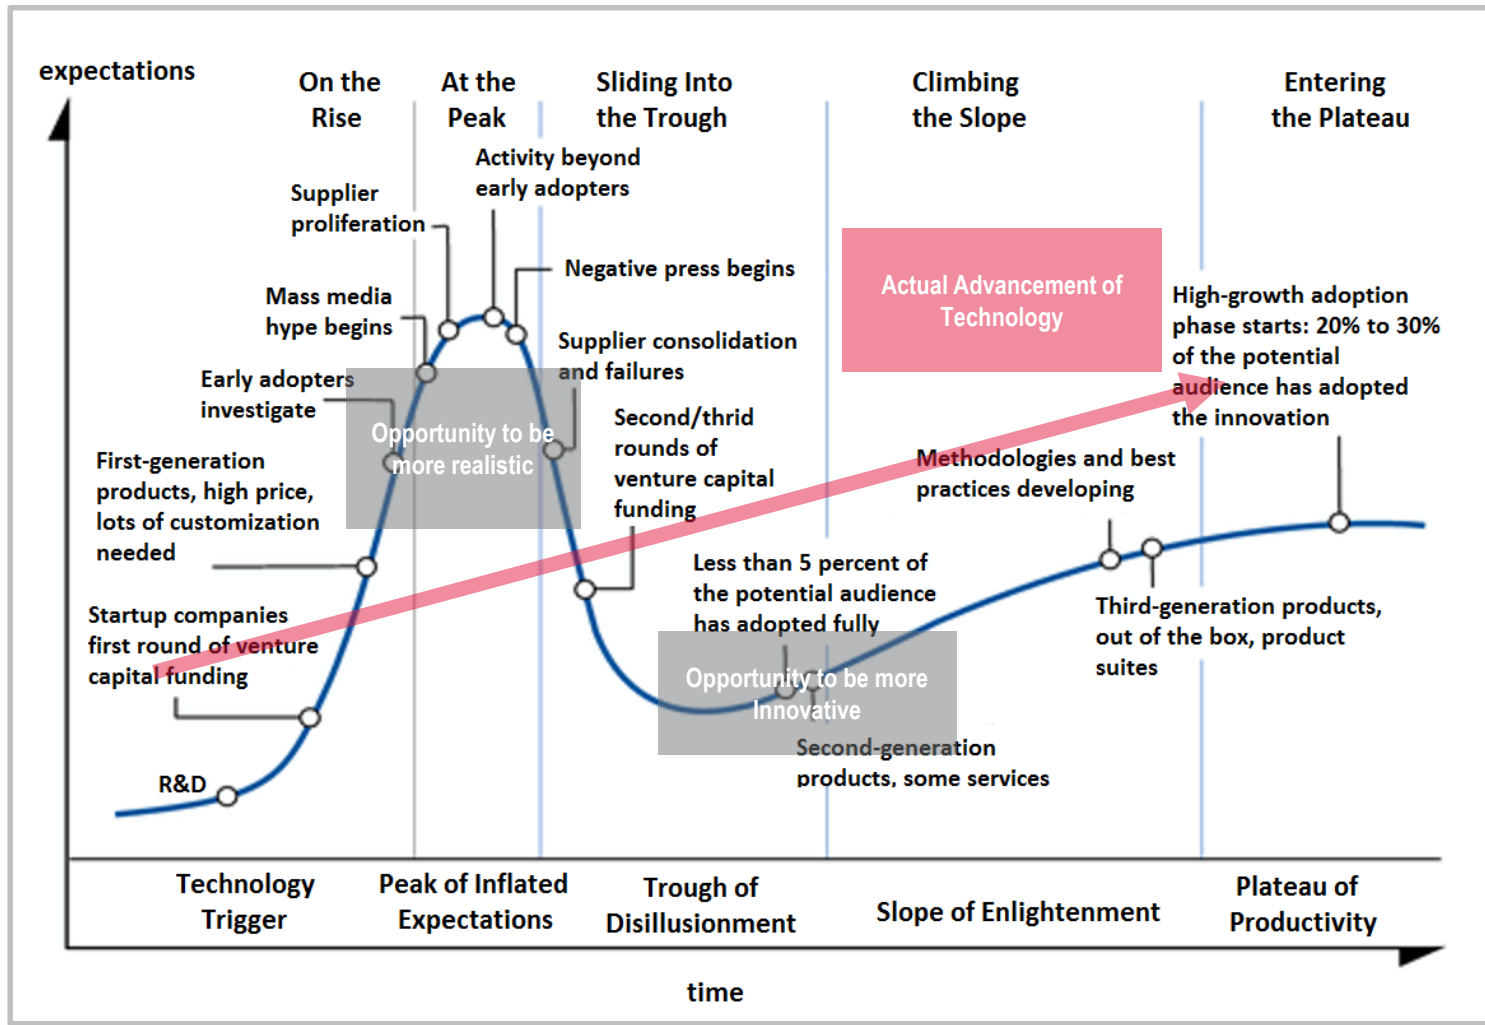 expectations
On the
Rise
At the
Peak
Sliding Into
the Trough
Climbing
the Slope
Entering
the Plateau
Activity beyond
early adopters
Supplier
proliferation
Negative press begins
Mass media
hype begins
Supplier consolidation
and failures
Early adopters
investigate
Opportunity to be
more realistic
Second/thrid
rounds of
venture capital
funding
Actual Advancement of
Technology
High-growth adoption
phase starts: 20% to 30%
of the potential
audience has adopted
the innovation
First-generation
products, high price,
lots of customization
needed
Methodologies and best
practices developing
Less than 5 percent of
the potential audience
has adopted fully
Startup companies
first round of venture
capital funding
Third-generation products,
out of the box, product
suites
Opportunity to be more
Innovative
Second-generation
products, some services
R&D
Technology
Trigger
Peak of Inflated
Expectations
Trough of
Disillusionment
Slope of Enlightenment
Plateau of
Productivity
time